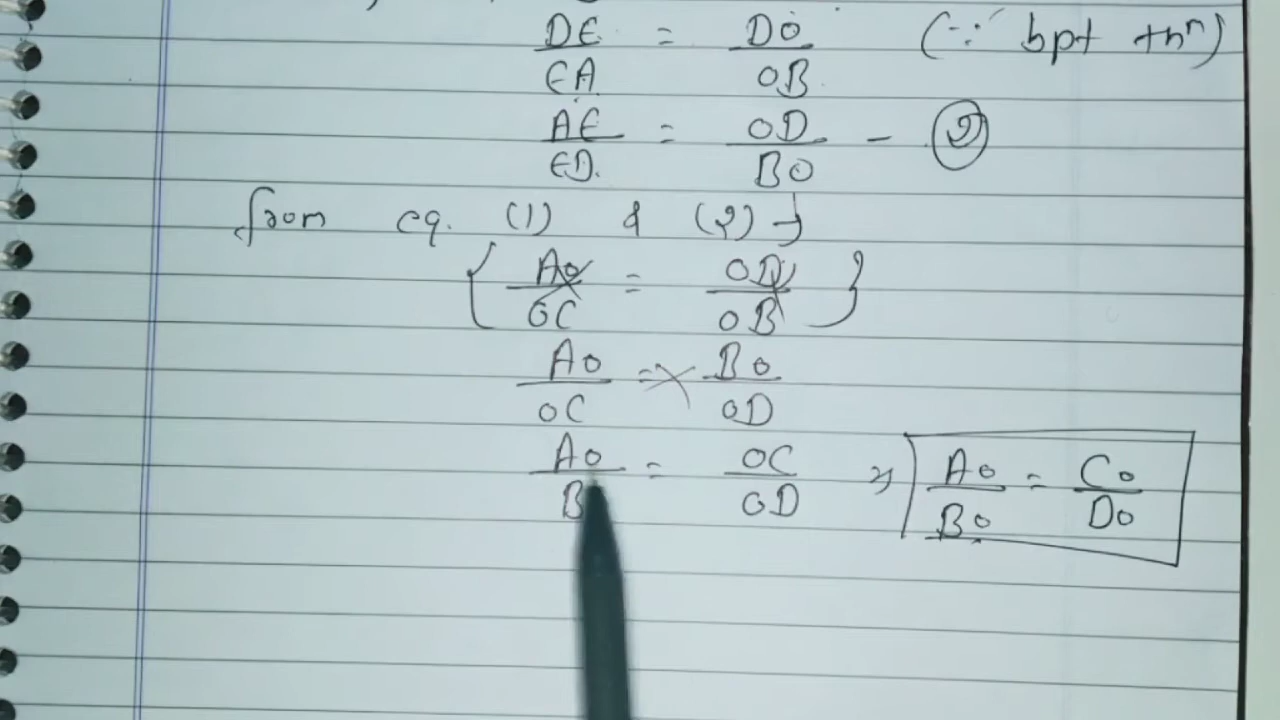 DE/EA = DO/OB (∵ bpt thⁿ)
AE/ED. = OD/BO - ②
from eq. (1) & (2) →
{ AO/OC = OD/OB }
AO/OC = BO/OD
AO/B = OC/OD ⇒ AO/BO = CO/DO